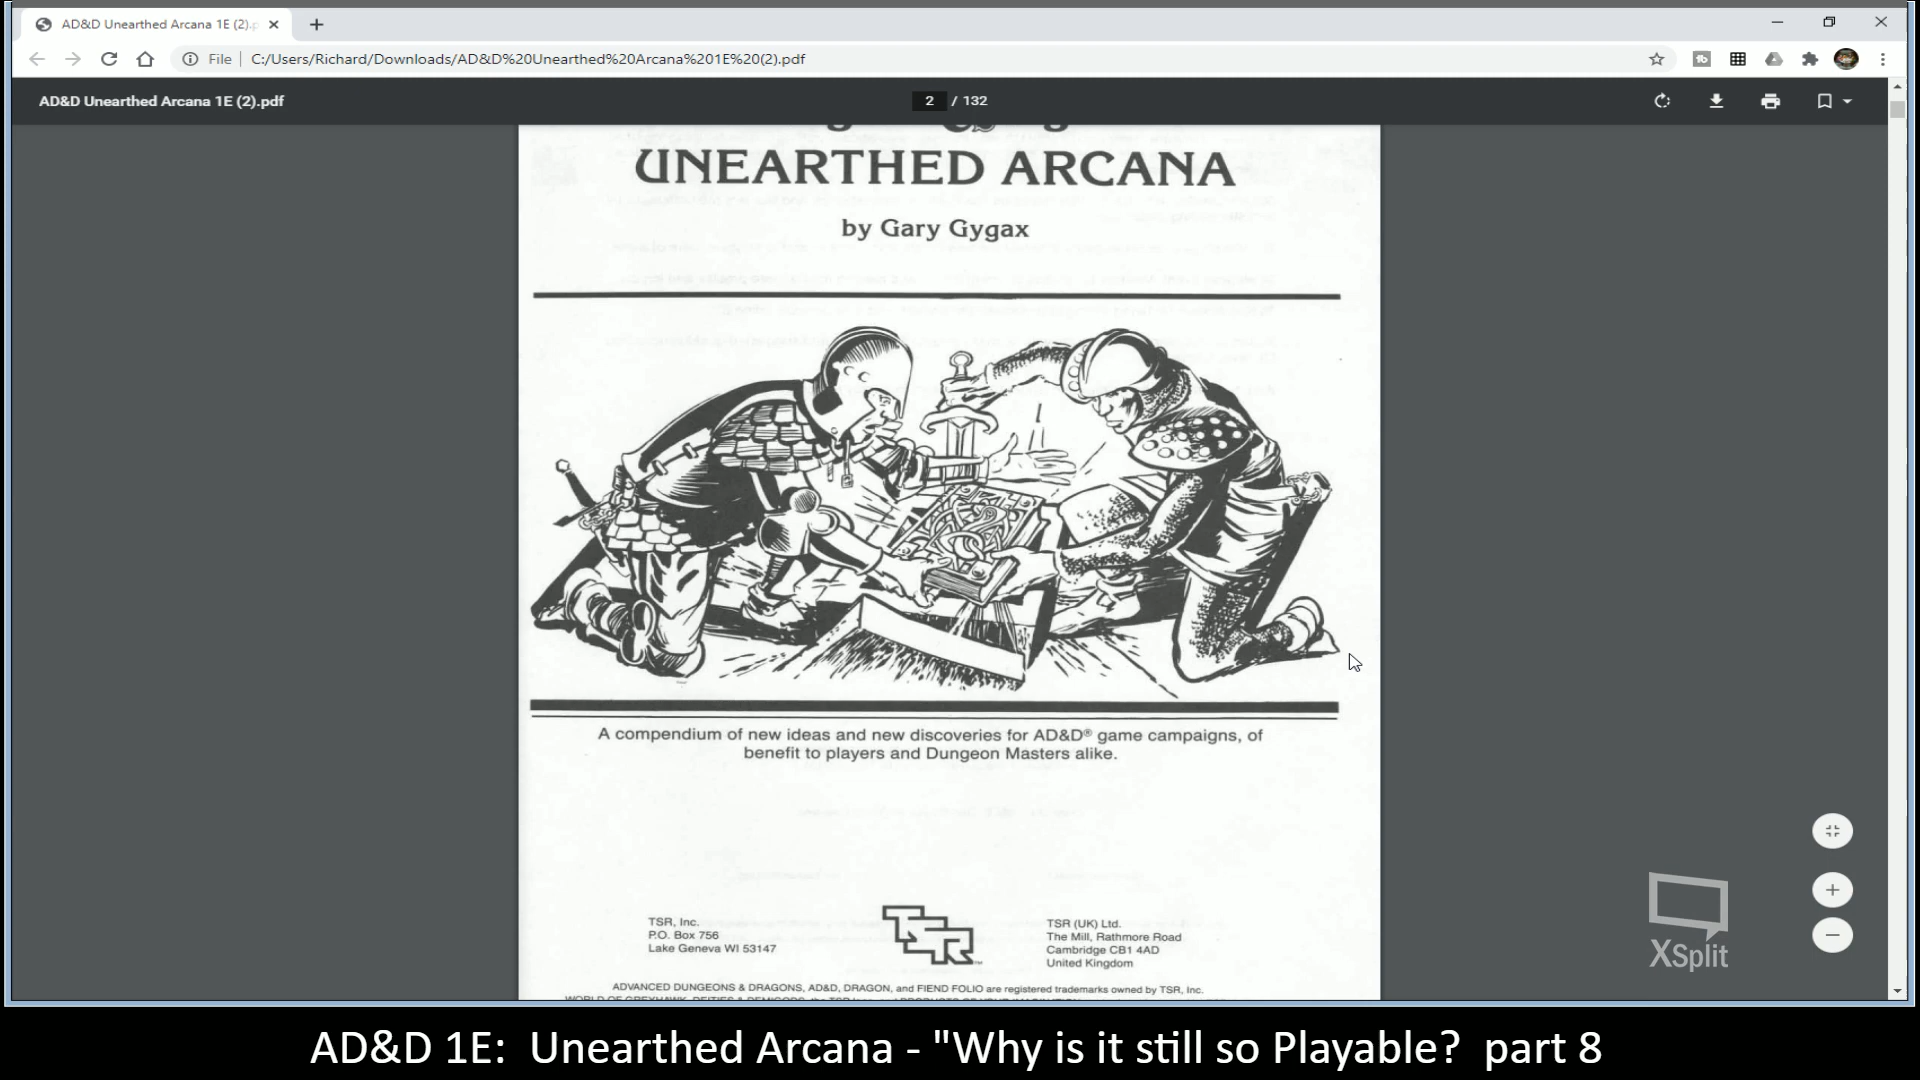 AD&D Unearthed Arcana 1E (2).p
File
C:/Users/Richard/Downloads/AD&D%20Unearthed%20Arcana%201E%20(2).pdf
AD&D Unearthed Arcana 1E (2).pdf
2 / 132
UNEARTHED ARCANA
by Gary Gygax
A compendium of new ideas and new discoveries for AD&D® game campaigns, of
benefit to players and Dungeon Masters alike.
TSR, Inc.
P.O. Box 756
Lake Geneva WI 53147
TSR™
TSR (UK) Ltd.
The Mill, Rathmore Road
Cambridge CB1 4AD
United Kingdom
ADVANCED DUNGEONS & DRAGONS, AD&D, DRAGON, and FIEND FOLIO are registered trademarks owned by TSR, Inc.
XSplit
AD&D 1E: Unearthed Arcana - "Why is it still so Playable? part 8